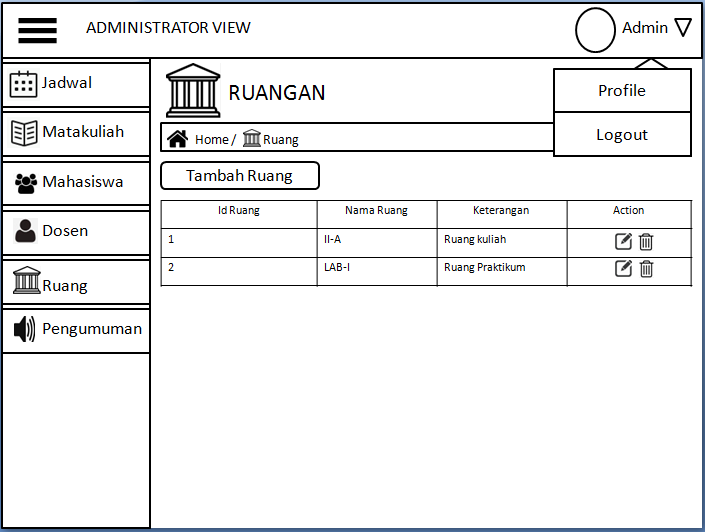 ADMINISTRATOR VIEW
Admin
Jadwal
Matakuliah
Mahasiswa
Dosen
Ruang
Pengumuman
RUANGAN
Profile
Logout
Home / Ruang
Tambah Ruang
Id Ruang Nama Ruang Keterangan Action
1 II-A Ruang kuliah
2 LAB-I Ruang Praktikum